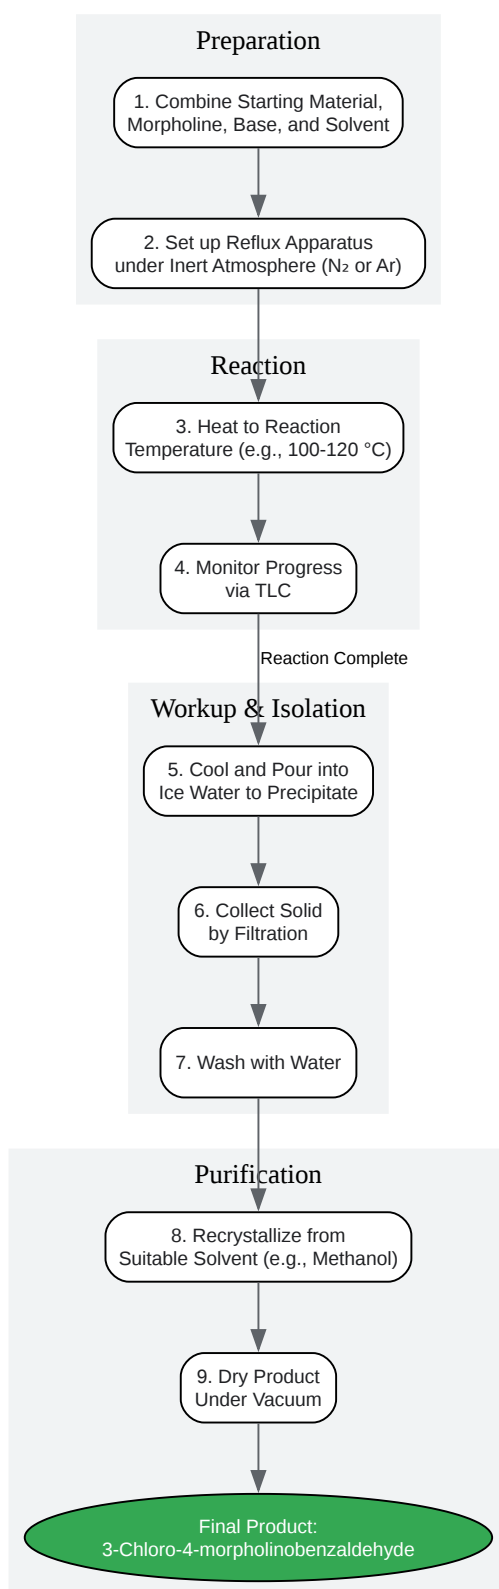 Preparation
1. Combine Starting Material,
Morpholine, Base, and Solvent
2. Set up Reflux Apparatus
under Inert Atmosphere (N₂ or Ar)
Reaction
3. Heat to Reaction
Temperature (e.g., 100-120 °C)
4. Monitor Progress
via TLC
Reaction Complete
Workup & Isolation
5. Cool and Pour into
Ice Water to Precipitate
6. Collect Solid
by Filtration
7. Wash with Water
Purification
8. Recrystallize from
Suitable Solvent (e.g., Methanol)
9. Dry Product
Under Vacuum
Final Product:
3-Chloro-4-morpholinobenzaldehyde